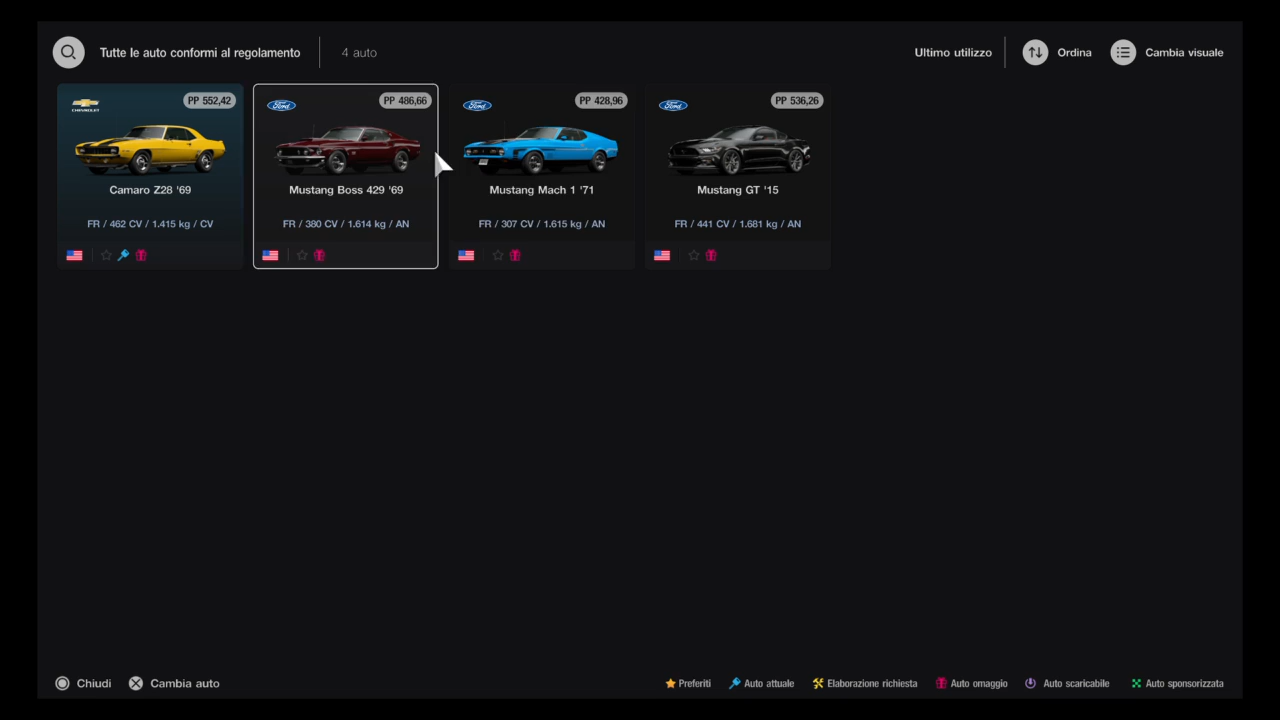 Tutte le auto conformi al regolamento
4 auto
Ultimo utilizzo
Ordina
Cambia visuale
CHEVROLET
PP 552,42
Camaro Z28 '69
FR / 462 CV / 1.415 kg / CV
Ford
PP 486,66
Mustang Boss 429 '69
FR / 380 CV / 1.614 kg / AN
Ford
PP 428,96
Mustang Mach 1 '71
FR / 307 CV / 1.615 kg / AN
Ford
PP 536,26
Mustang GT '15
FR / 441 CV / 1.681 kg / AN
Chiudi
Cambia auto
Preferiti
Auto attuale
Elaborazione richiesta
Auto omaggio
Auto scaricabile
Auto sponsorizzata